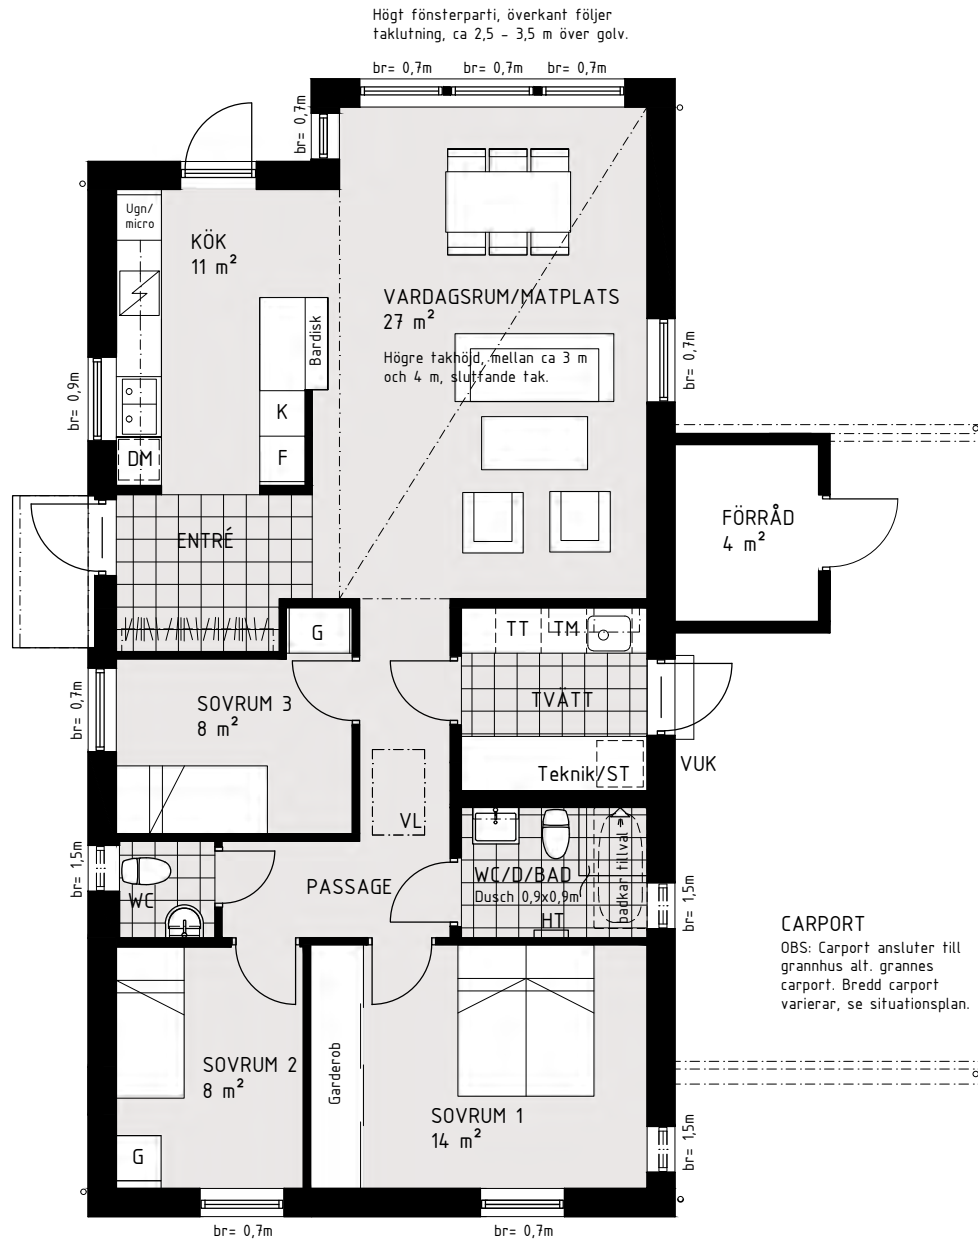 Högt fönsterparti, överkant följer
taklutning, ca 2,5 - 3,5 m över golv.
br= 0,7m
br= 0,7m
br= 0,7m
br= 0,7m
Ugn/
micro
KÖK
11 m²
VARDAGSRUM/MATPLATS
27 m²
Bardisk
Högre takhöjd, mellan ca 3 m
och 4 m, sluttande tak.
br= 0,7m
br= 0,9m
K
DM
F
ENTRÉ
FÖRRÅD
4 m²
G
TT
TM
br= 0,7m
SOVRUM 3
8 m²
TVÄTT
Teknik/ST
VUK
VL
br= 1,5m
WC
PASSAGE
WC/D/BAD
Dusch 0,9x0,9m
HT
badkar tillval
br= 1,5m
CARPORT
OBS: Carport ansluter till
grannhus alt. grannes
carport. Bredd carport
varierar, se situationsplan.
SOVRUM 2
8 m²
Garderob
SOVRUM 1
14 m²
G
br= 1,5m
br= 0,7m
br= 0,7m